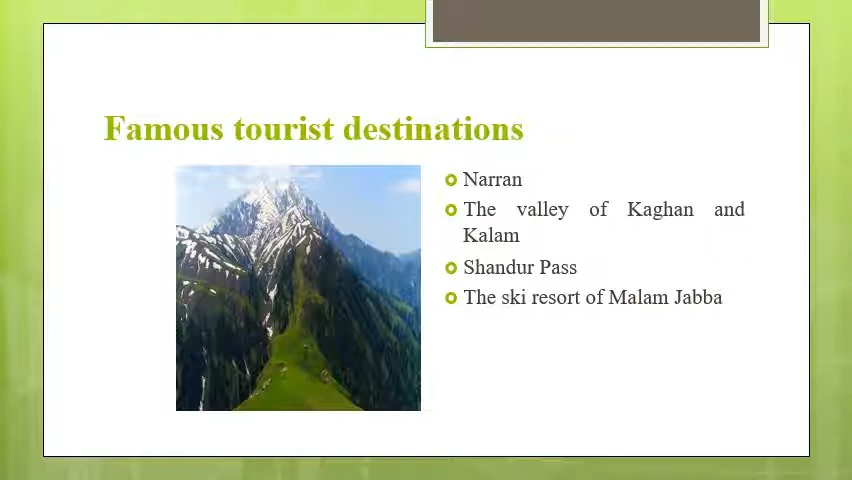 Famous tourist destinations
Narran
The valley of Kaghan and
Kalam
Shandur Pass
The ski resort of Malam Jabba